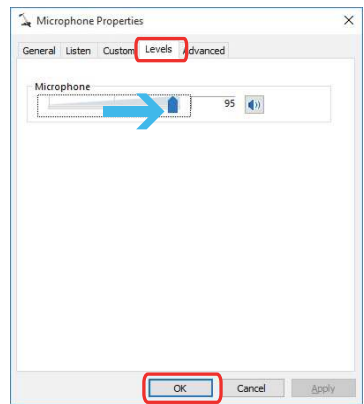 Microphone Properties
General Listen Custom Levels Advanced
Microphone
95
OK Cancel Apply